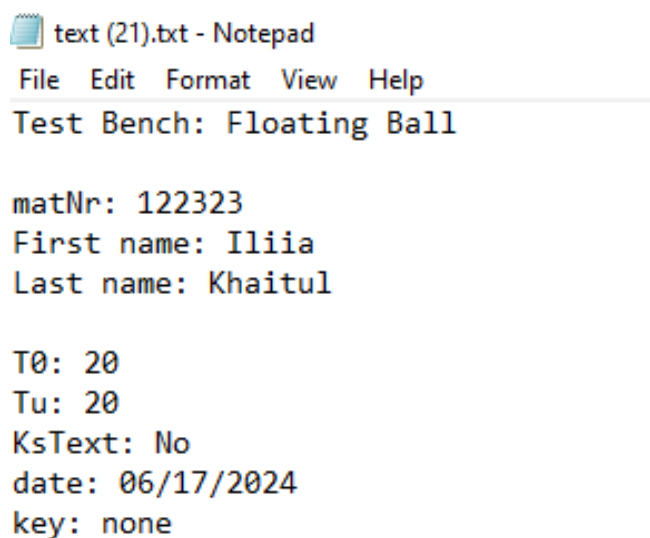 text (21).txt - Notepad
File Edit Format View Help
Test Bench: Floating Ball
matNr: 122323
First name: Iliia
Last name: Khaitul
T0: 20
Tu: 20
KsText: No
date: 06/17/2024
key: none